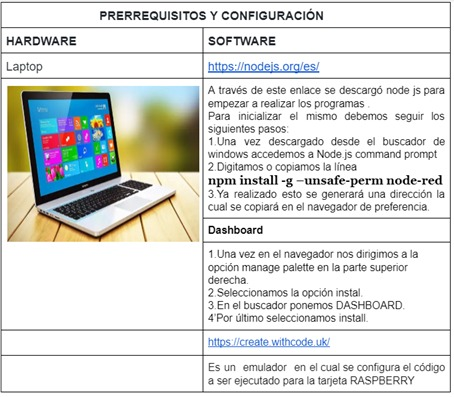 PRERREQUISITOS Y CONFIGURACIÓN
HARDWARE
SOFTWARE
Laptop
https://nodejs.org/es/
A través de este enlace se descargó node js para
empezar a realizar los programas .
Para inicializar el mismo debemos seguir los
siguientes pasos:
1.Una vez descargado desde el buscador de
windows accedemos a Node.js command prompt
2.Digitamos o copiamos la línea
npm install -g –unsafe-perm node-red
3.Ya realizado esto se generará una dirección la
cual se copiará en el navegador de preferencia.
Dashboard
1.Una vez en el navegador nos dirigimos a la
opción manage palette en la parte superior
derecha.
2.Seleccionamos la opción instal.
3.En el buscador ponemos DASHBOARD.
4'Por último seleccionamos install.
https://create.withcode.uk/
Es un emulador en el cual se configura el código
a ser ejecutado para la tarjeta RASPBERRY